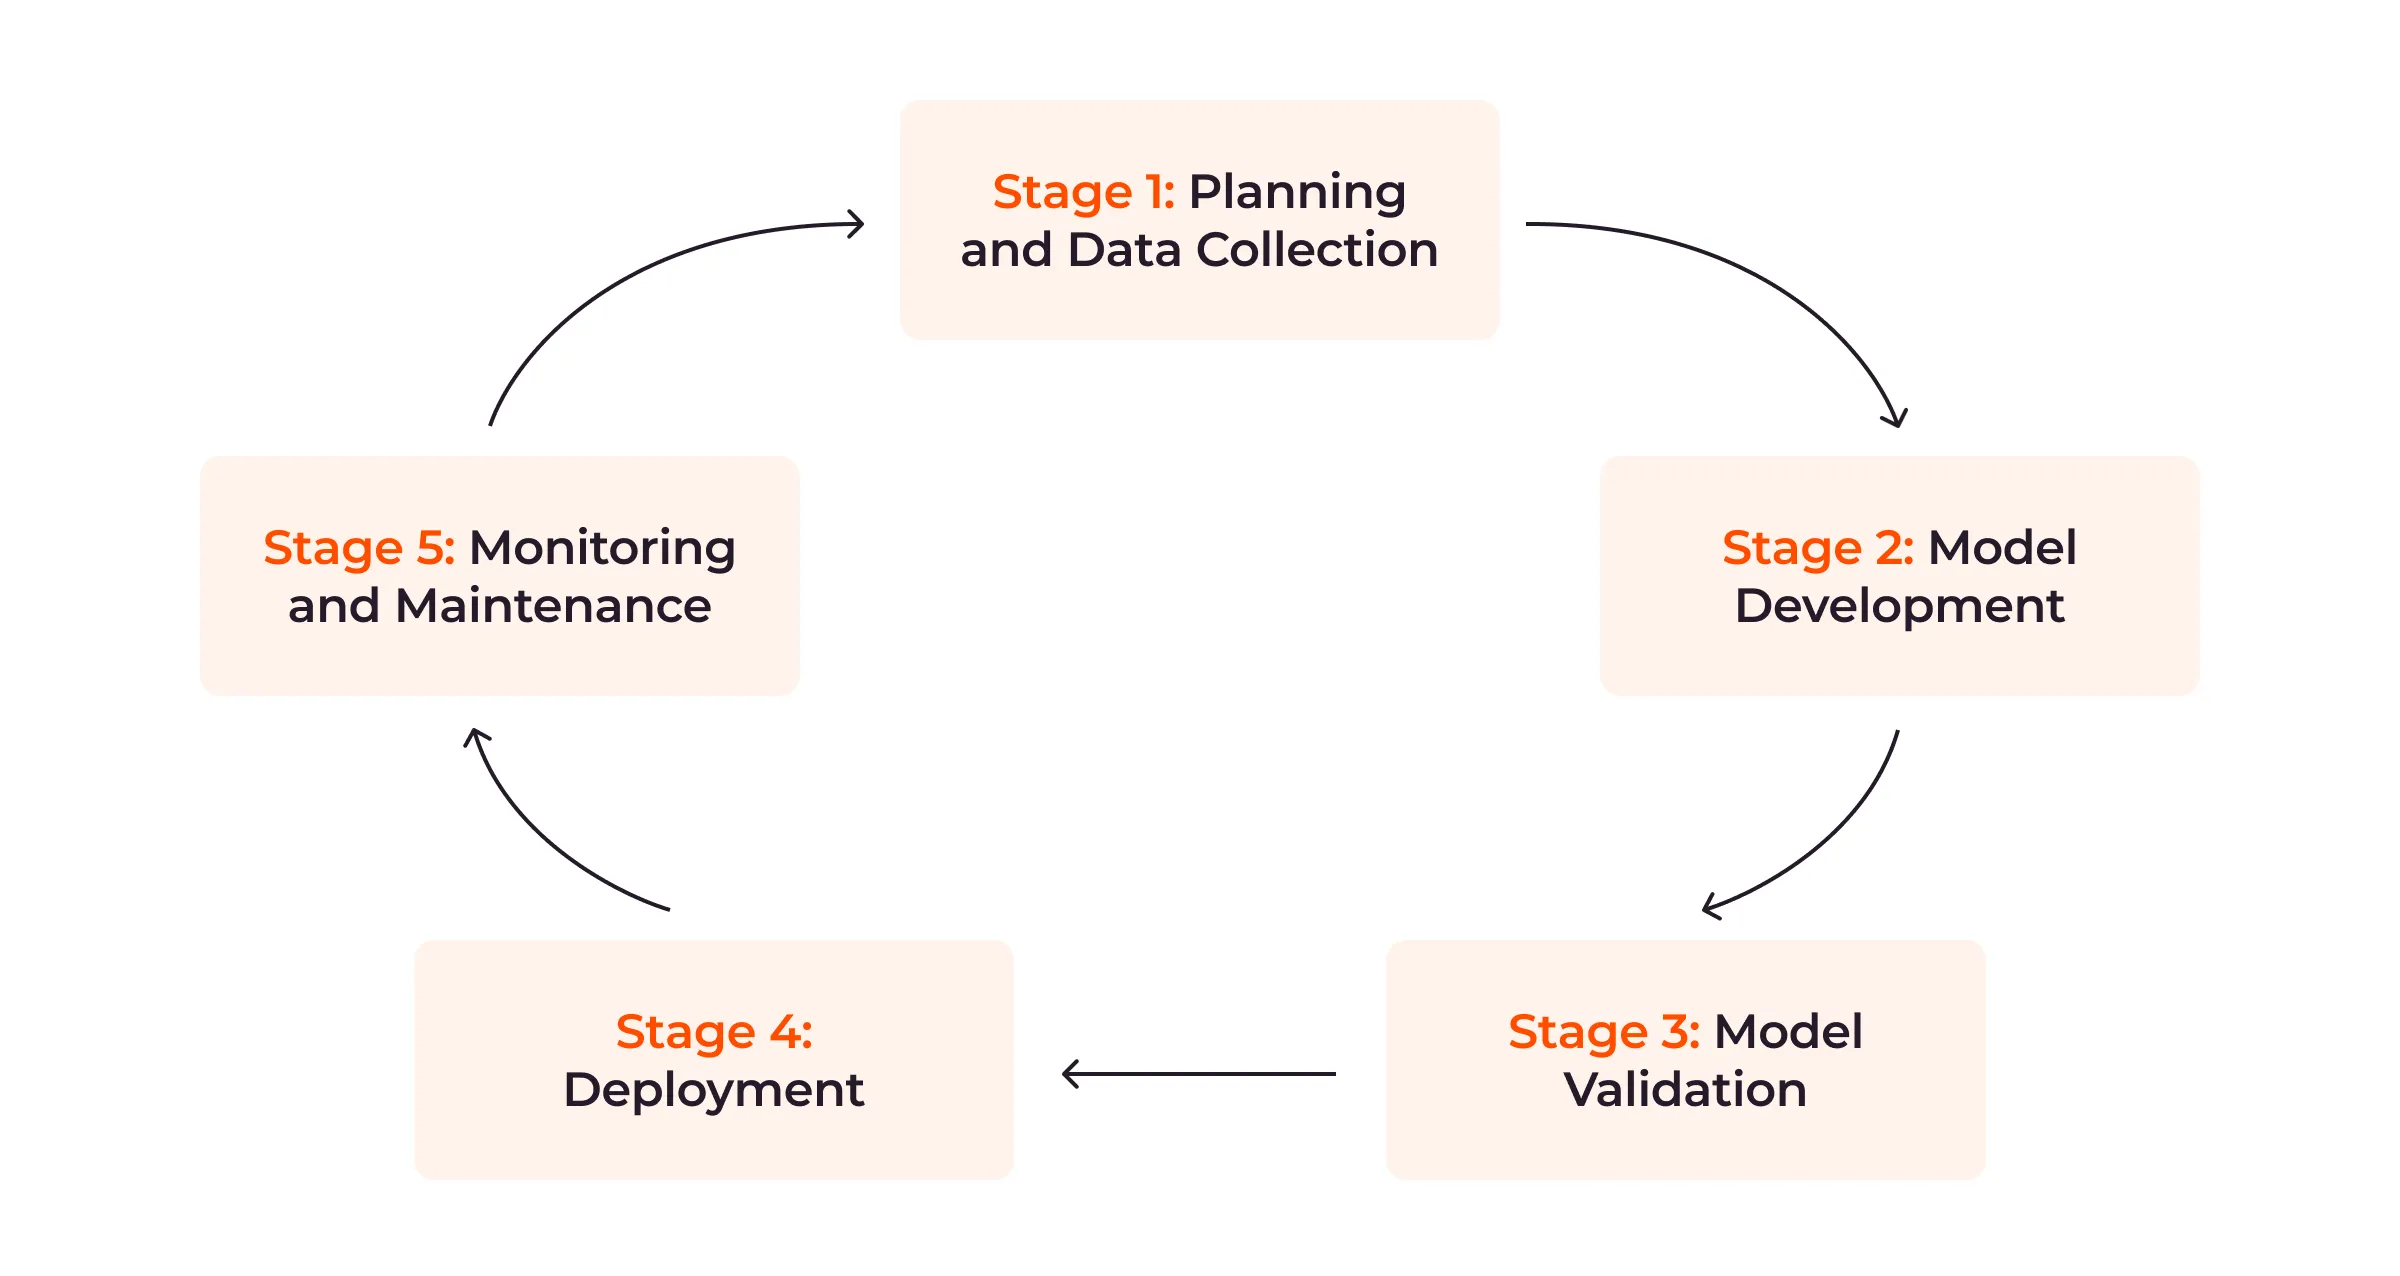 Stage 1: Planning
and Data Collection
Stage 2: Model
Development
Stage 3: Model
Validation
Stage 4:
Deployment
Stage 5: Monitoring
and Maintenance